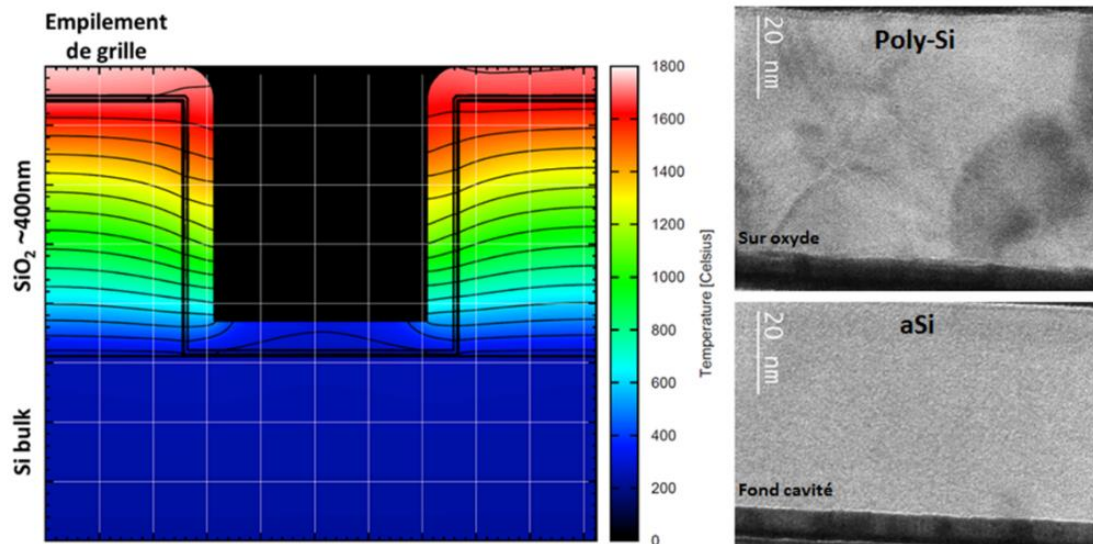 Empilement
de grille
SiO₂ ~400nm
Si bulk
1800
1600
1400
1200
1000
800
600
400
200
0
Temperature [Celsius]
20 nm
Poly-Si
Sur oxyde
20 nm
aSi
Fond cavité